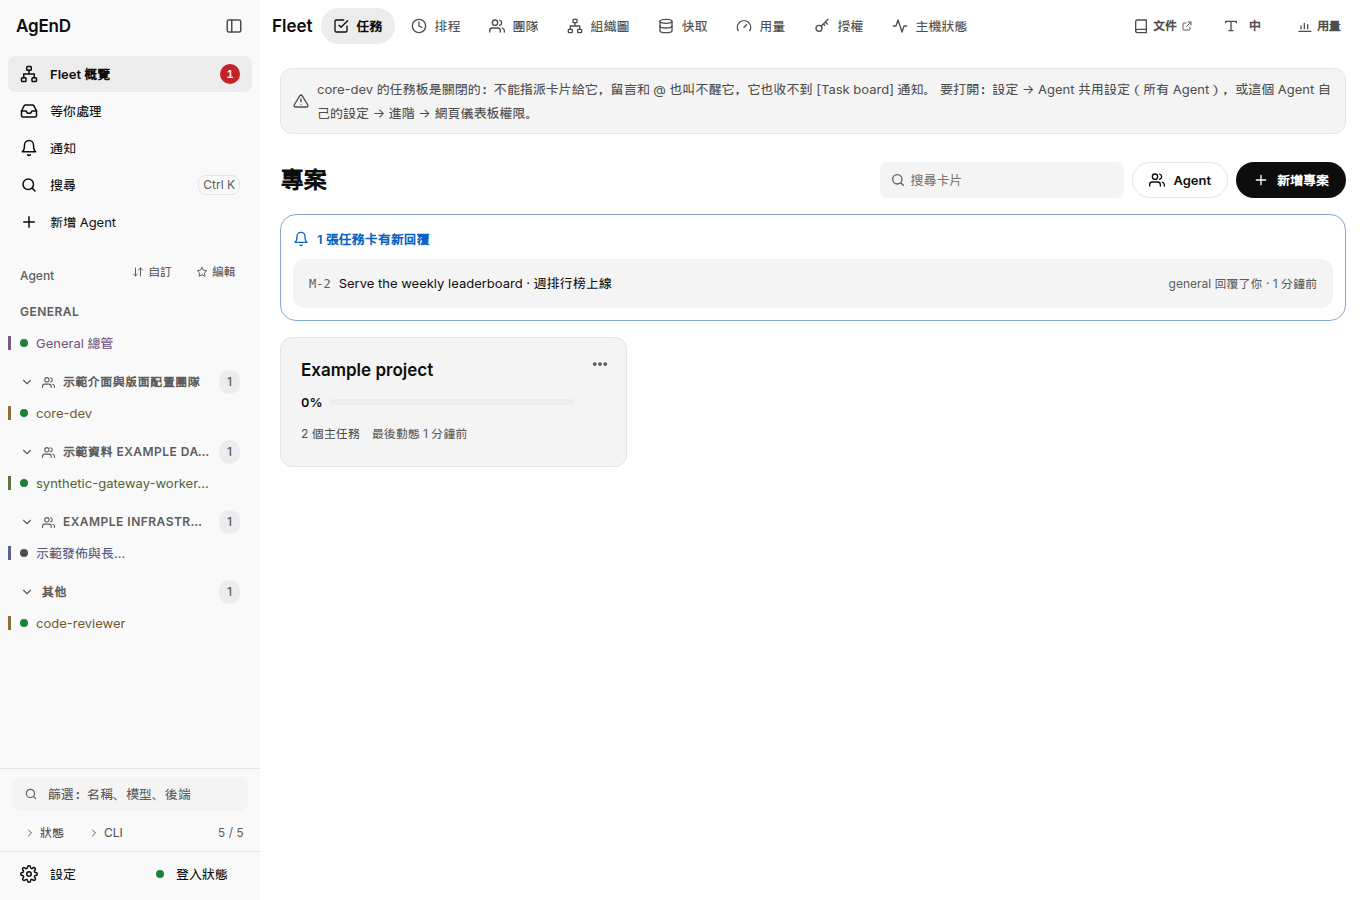 AgEnD
Fleet 概覽
1
等你處理
通知
搜尋
Ctrl K
新增 Agent
Agent
自訂
編輯
GENERAL
General 總管
示範介面與版面配置團隊
1
core-dev
示範資料 EXAMPLE DA...
1
synthetic-gateway-worker...
EXAMPLE INFRASTR...
1
示範發佈與長...
其他
1
code-reviewer
篩選：名稱、模型、後端
狀態
CLI
5 / 5
設定
登入狀態
Fleet
任務
排程
團隊
組織圖
快取
用量
授權
主機狀態
文件
中
用量
core-dev 的任務板是關閉的：不能指派卡片給它，留言和 @ 也叫不醒它，它也收不到 [Task board] 通知。 要打開：設定 → Agent 共用設定（所有 Agent），或這個 Agent 自
己的設定 → 進階 → 網頁儀表板權限。
專案
搜尋卡片
Agent
新增專案
1 張任務卡有新回覆
M-2 Serve the weekly leaderboard · 週排行榜上線
general 回覆了你 · 1 分鐘前
Example project
0%
2 個主任務 最後動態 1 分鐘前